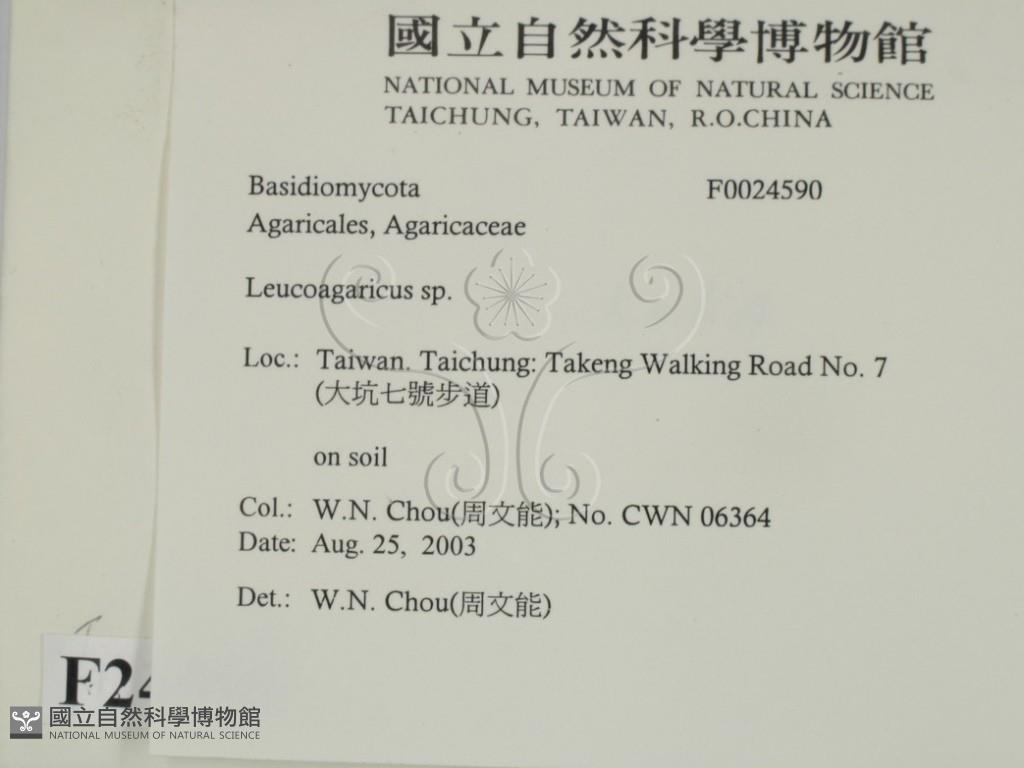 國立自然科學博物館
NATIONAL MUSEUM OF NATURAL SCIENCE
TAICHUNG, TAIWAN, R.O.CHINA
Basidiomycota F0024590
Agaricales, Agaricaceae
Leucoagaricus sp.
Loc.: Taiwan. Taichung: Takeng Walking Road No. 7
(大坑七號步道)
on soil
Col.: W.N. Chou(周文能); No. CWN 06364
Date: Aug. 25, 2003
Det.: W.N. Chou(周文能)
F24
國立自然科學博物館
NATIONAL MUSEUM OF NATURAL SCIENCE